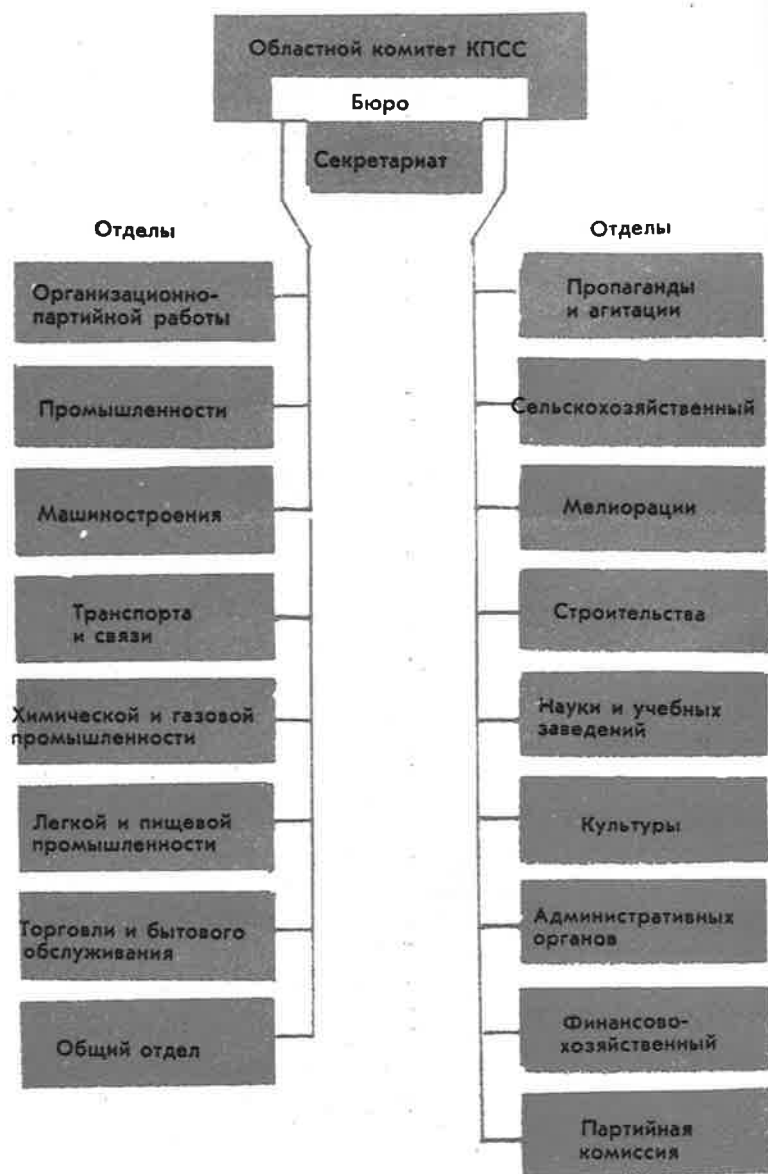 Областной комитет КПСС
Бюро
Секретариат
Отделы
Организационно-
партийной работы
Промышленности
Машиностроения
Транспорта
и связи
Химической и газовой
промышленности
Легкой и пищевой
промышленности
Торговли и бытового
обслуживания
Общий отдел
Отделы
Пропаганды
и агитации
Сельскохозяйственный
Мелиорации
Строительства
Науки и учебных
заведений
Культуры
Административных
органов
Финансово-
хозяйственный
Партийная
комиссия